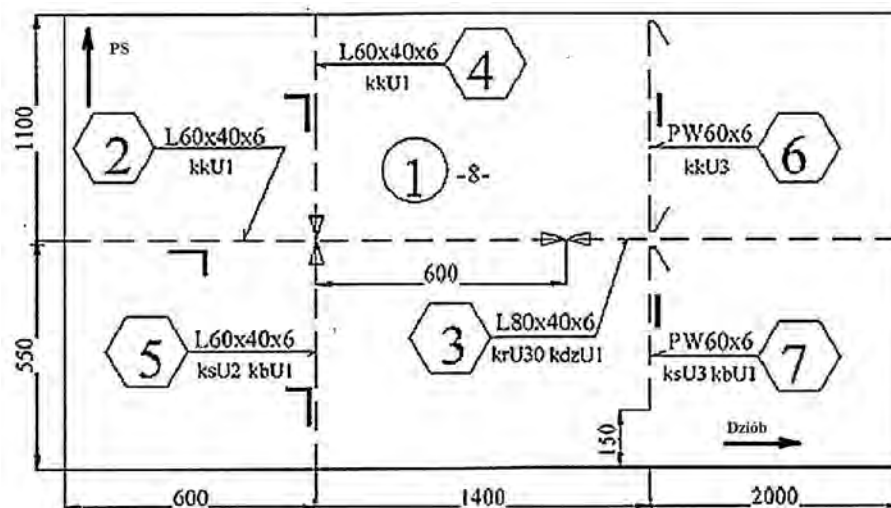 PS
L60x40x6
kkU1
4
1100
L60x40x6
kkU1
2
1
-8-
PW60x6
kkU3
6
600
550
L60x40x6
ksU2 kbU1
5
L80x40x6
krU30 kdzU1
3
PW60x6
ksU3 kbU1
7
150
Dziób
600
1400
2000